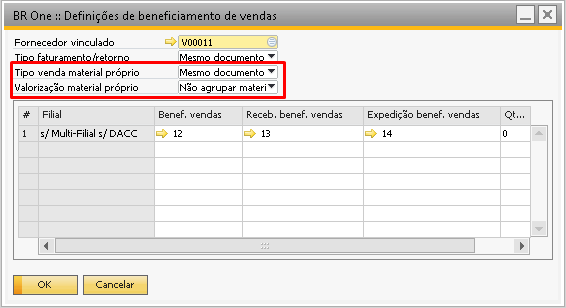 BR One :: Definições de beneficiamento de vendas
Fornecedor vinculado V00011
Tipo faturamento/retorno Mesmo documento
Tipo venda material próprio Mesmo documento
Valorização material próprio Não agrupar materi
# Filial Benef. vendas Receb. benef. vendas Expedição benef. vendas Qt...
1 s/ Multi-Filial s/ DACC 12 13 14 0
OK Cancelar